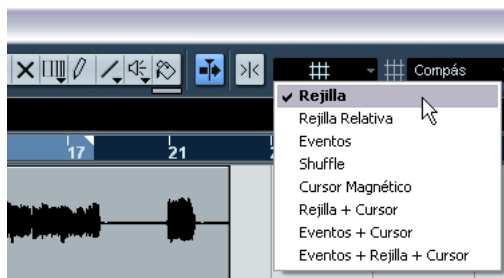 Compás
✓ Rejilla
Rejilla Relativa
Eventos
Shuffle
Cursor Magnético
Rejilla + Cursor
Eventos + Cursor
Eventos + Rejilla + Cursor
17
21